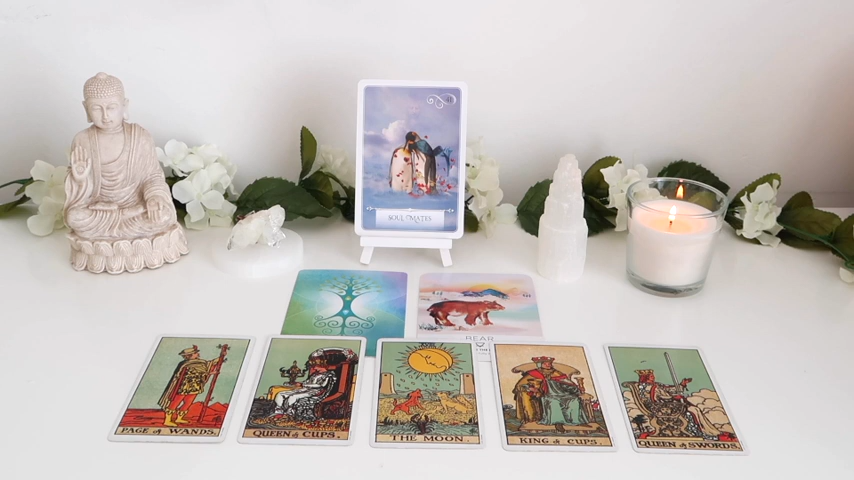 SOUL MATES
BEAR
PAGE of WANDS.
QUEEN of CUPS.
THE MOON
KING of CUPS.
QUEEN of SWORDS.